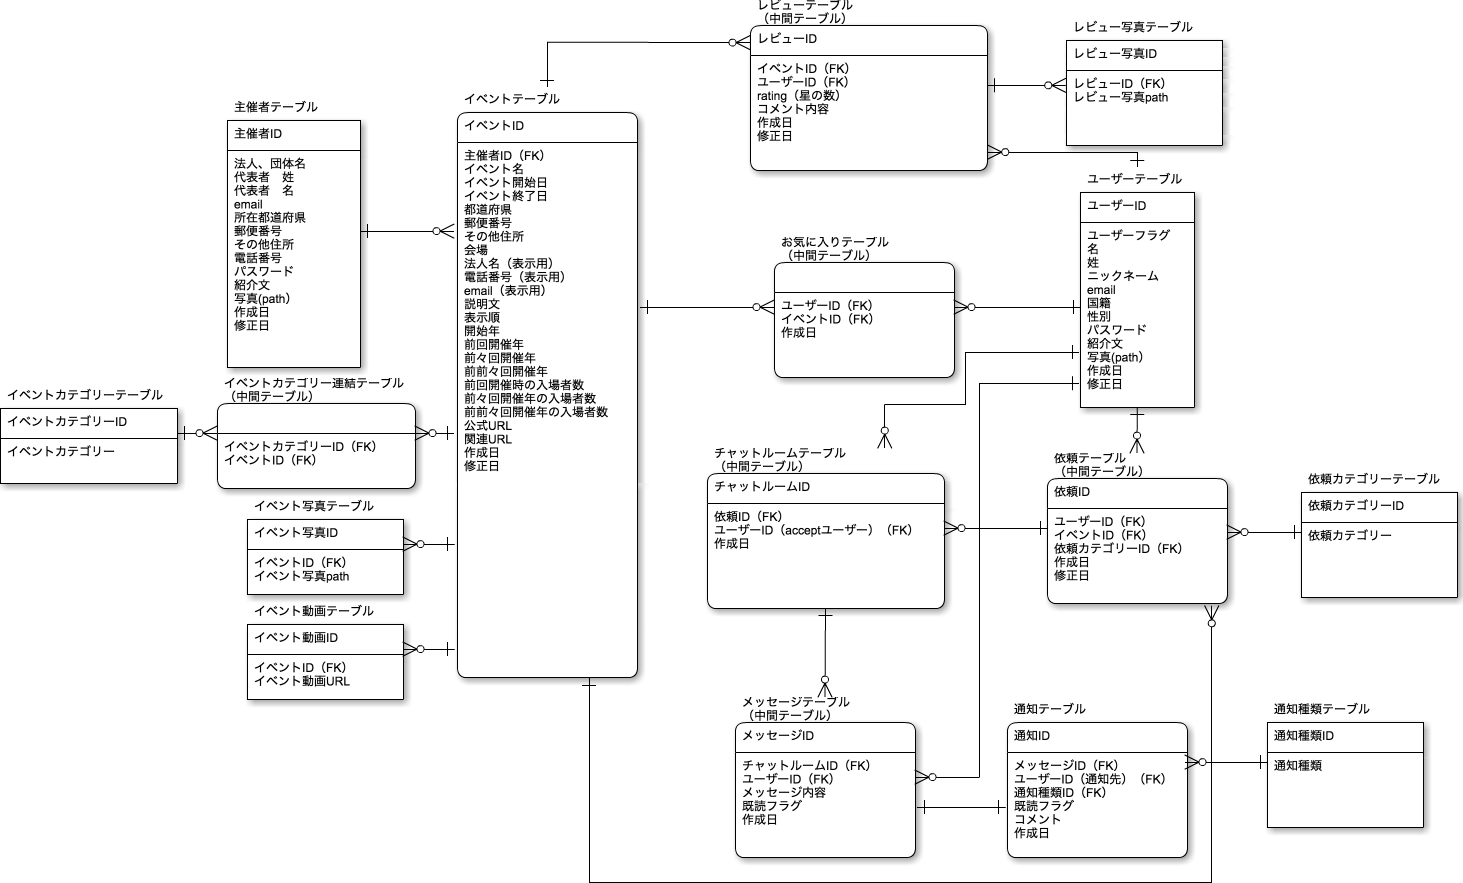 レビューテーブル
（中間テーブル）
レビューID
イベントID（FK）
ユーザーID（FK）
rating（星の数）
コメント内容
作成日
修正日
レビュー写真テーブル
レビュー写真ID
レビューID（FK）
レビュー写真path
主催者テーブル
主催者ID
法人、団体名
代表者　姓
代表者　名
email
所在都道府県
郵便番号
その他住所
電話番号
パスワード
紹介文
写真(path）
作成日
修正日
イベントテーブル
イベントID
主催者ID（FK）
イベント名
イベント開始日
イベント終了日
都道府県
郵便番号
その他住所
会場
法人名（表示用）
電話番号（表示用）
email（表示用）
説明文
表示順
開始年
前回開催年
前々回開催年
前前々回開催年
前回開催時の入場者数
前々回開催年の入場者数
前前々回開催年の入場者数
公式URL
関連URL
作成日
修正日
ユーザーテーブル
ユーザーID
ユーザーフラグ
名
姓
ニックネーム
email
国籍
性別
パスワード
紹介文
写真(path）
作成日
修正日
お気に入りテーブル
（中間テーブル）
ユーザーID（FK）
イベントID（FK）
作成日
イベントカテゴリーテーブル
イベントカテゴリーID
イベントカテゴリー
イベントカテゴリー連結テーブル
（中間テーブル）
イベントカテゴリーID（FK）
イベントID（FK）
イベント写真テーブル
イベント写真ID
イベントID（FK）
イベント写真path
イベント動画テーブル
イベント動画ID
イベントID（FK）
イベント動画URL
チャットルームテーブル
（中間テーブル）
チャットルームID
依頼ID（FK）
ユーザーID（acceptユーザー）（FK）
作成日
依頼テーブル
（中間テーブル）
依頼ID
ユーザーID（FK）
イベントID（FK）
依頼カテゴリーID（FK）
作成日
修正日
依頼カテゴリーテーブル
依頼カテゴリーID
依頼カテゴリー
メッセージテーブル
（中間テーブル）
メッセージID
チャットルームID（FK）
ユーザーID（FK）
メッセージ内容
既読フラグ
作成日
通知テーブル
通知ID
メッセージID（FK）
ユーザーID（通知先）（FK）
通知種類ID（FK）
既読フラグ
コメント
作成日
通知種類テーブル
通知種類ID
通知種類